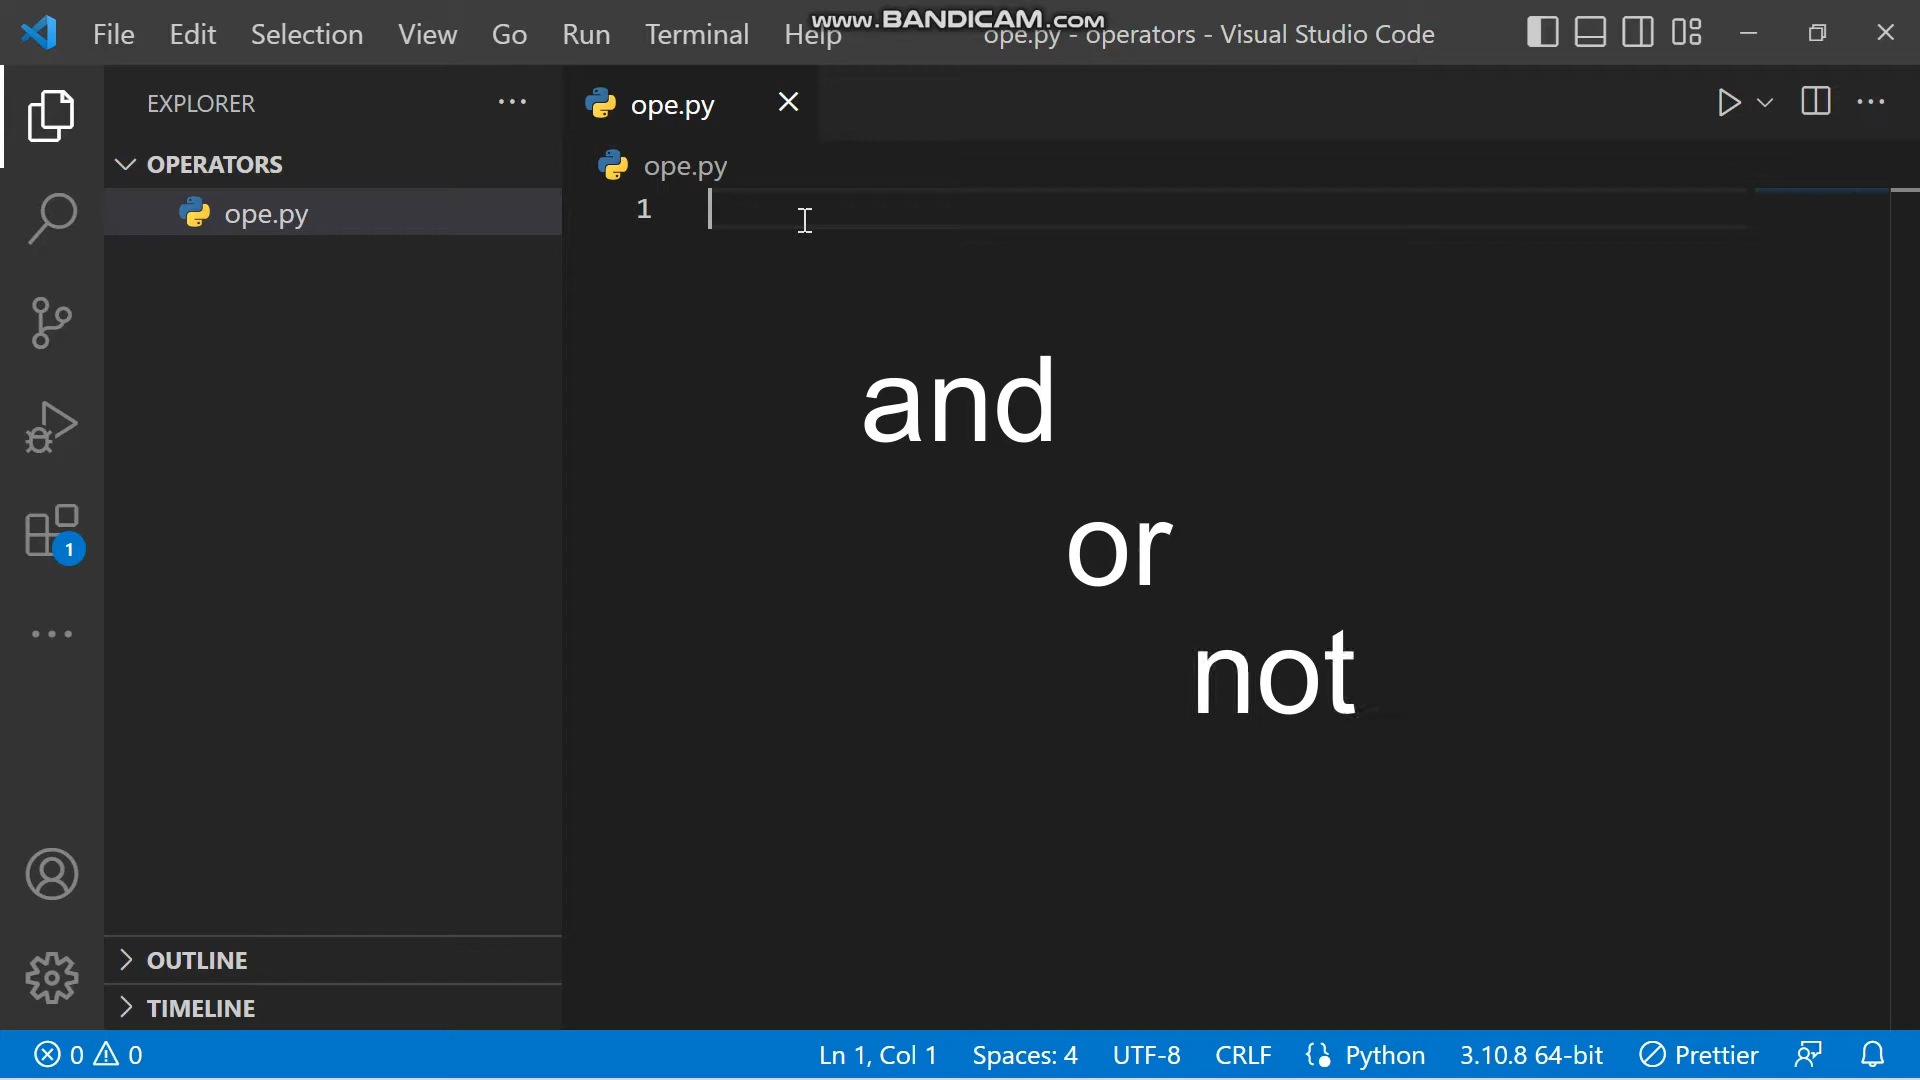 www.BANDICAM.com
File Edit Selection View Go Run Terminal Help ope.py - operators - Visual Studio Code
EXPLORER
ope.py
OPERATORS
ope.py
ope.py
1
and
or
not
1
OUTLINE
TIMELINE
0 0 Ln 1, Col 1 Spaces: 4 UTF-8 CRLF Python 3.10.8 64-bit Prettier